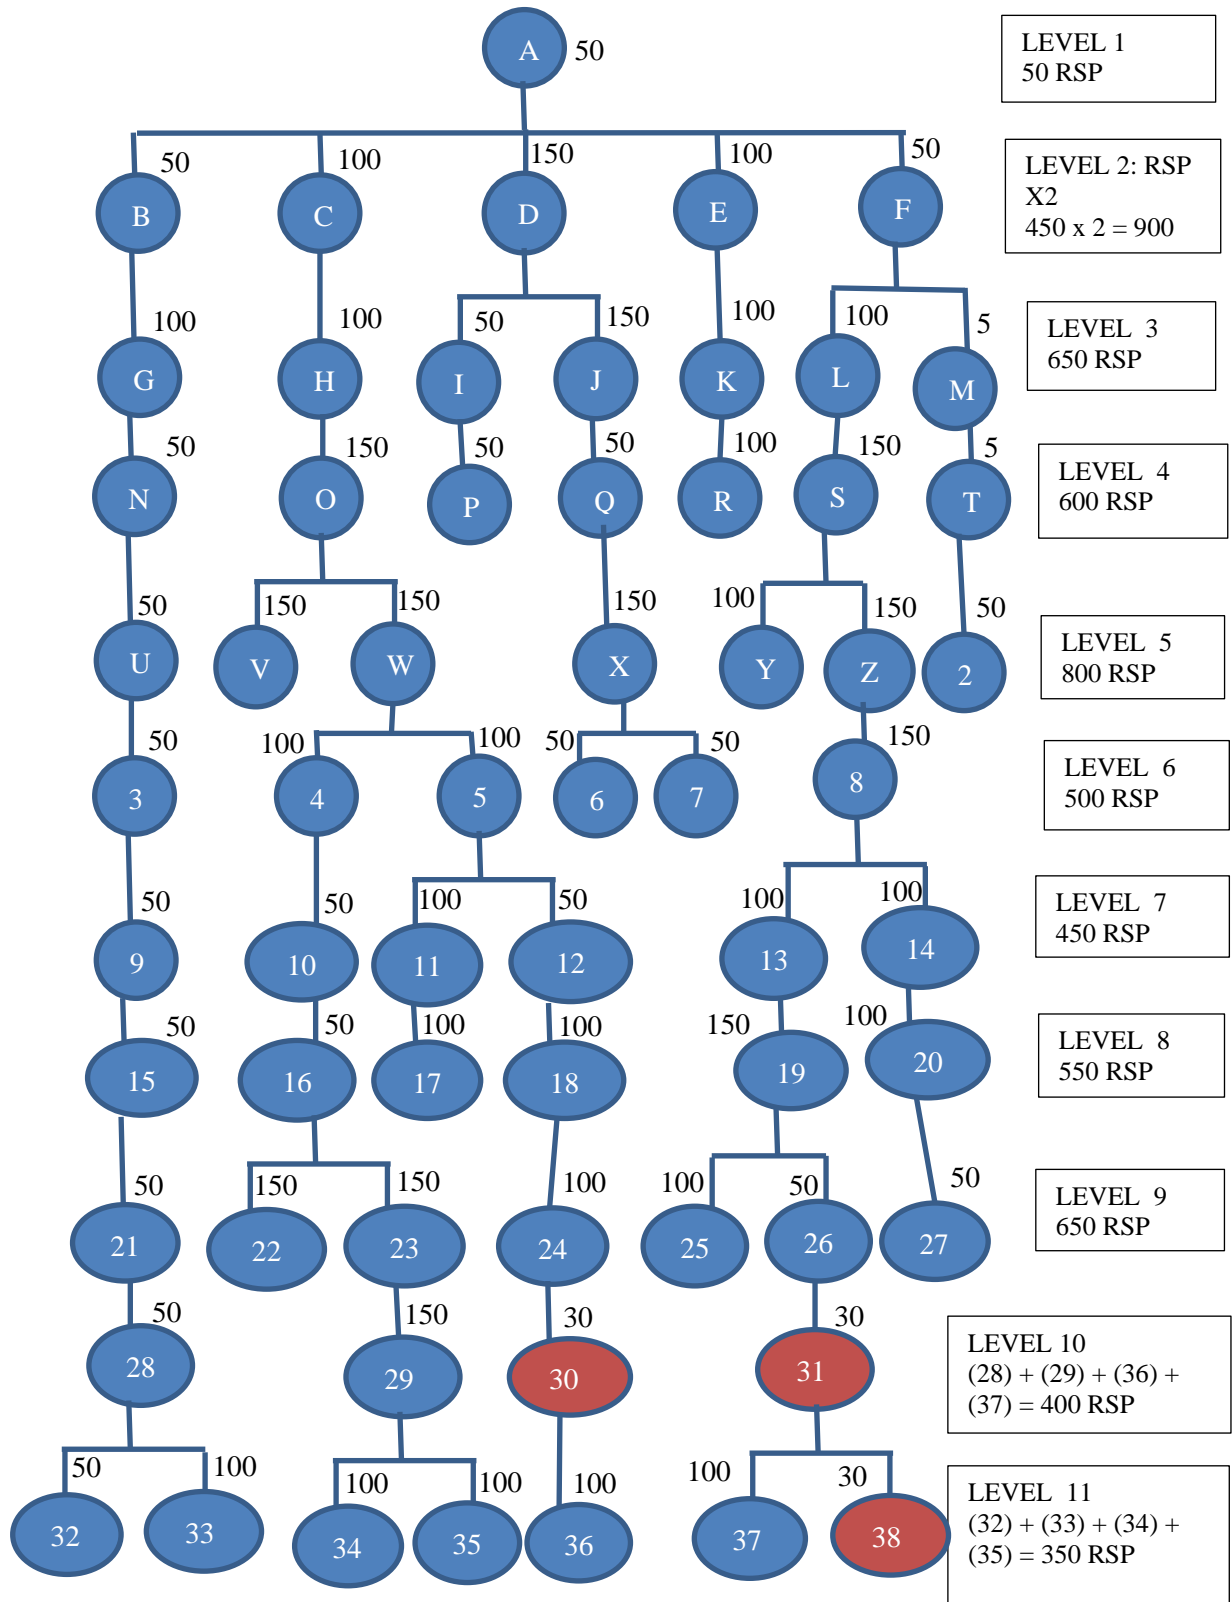 A 50
LEVEL 1
50 RSP
50 100 150 100 50
B C D E F
LEVEL 2: RSP
X2
450 x 2 = 900
100 100 50 150 100 100 5
G H I J K L M
LEVEL 3
650 RSP
50 150 50 50 100 150 5
N O P Q R S T
LEVEL 4
600 RSP
50 150 150 150 100 150 50
U V W X Y Z 2
LEVEL 5
800 RSP
50 100 100 50 50 150
3 4 5 6 7 8
LEVEL 6
500 RSP
50 50 100 50 100 100
9 10 11 12 13 14
LEVEL 7
450 RSP
50 50 100 100 150 100
15 16 17 18 19 20
LEVEL 8
550 RSP
50 150 150 100 100 50 50
21 22 23 24 25 26 27
LEVEL 9
650 RSP
50 150 30 30
28 29 30 31
LEVEL 10
(28) + (29) + (36) +
(37) = 400 RSP
50 100 100 100 100 100 30
32 33 34 35 36 37 38
LEVEL 11
(32) + (33) + (34) +
(35) = 350 RSP